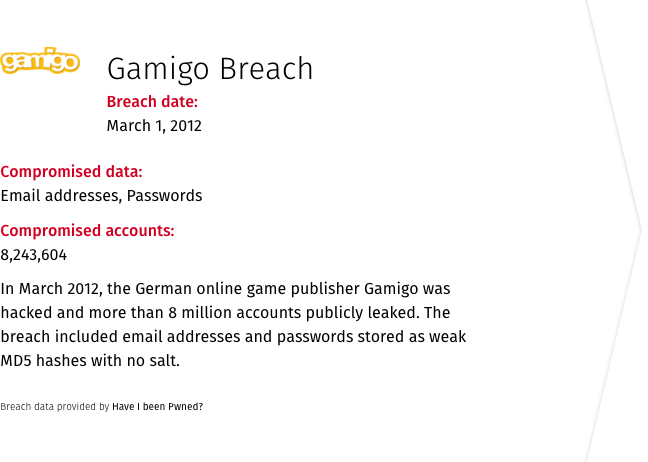 gamigo
Gamigo Breach
Breach date:
March 1, 2012
Compromised data:
Email addresses, Passwords
Compromised accounts:
8,243,604
In March 2012, the German online game publisher Gamigo was
hacked and more than 8 million accounts publicly leaked. The
breach included email addresses and passwords stored as weak
MD5 hashes with no salt.
Breach data provided by Have I been Pwned?